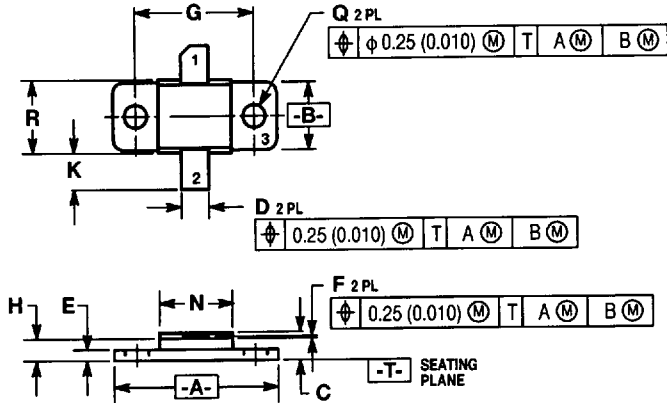 G
Q 2 PL
⌖ ϕ 0.25 (0.010) Ⓜ T A Ⓜ B Ⓜ
1
R
-B-
3
K
2
D 2 PL
⌖ 0.25 (0.010) Ⓜ T A Ⓜ B Ⓜ
H E N F 2 PL
⌖ 0.25 (0.010) Ⓜ T A Ⓜ B Ⓜ
-A-
C
-T- SEATING
PLANE